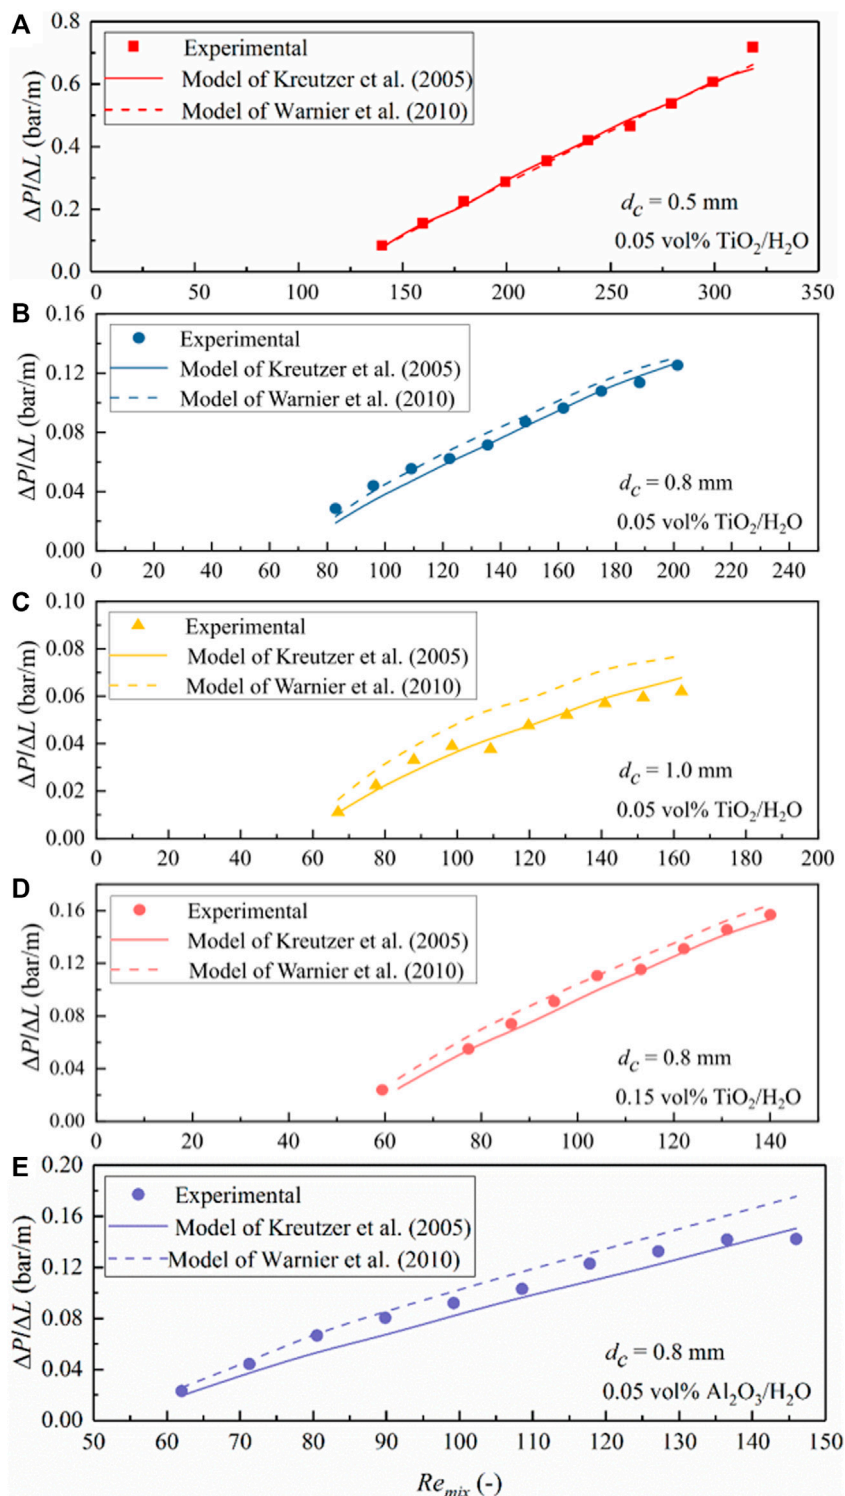 A
0.8
0.6
0.4
0.2
0.0
ΔP/ΔL (bar/m)
Experimental
Model of Kreutzer et al. (2005)
Model of Warnier et al. (2010)
d_c = 0.5 mm
0.05 vol% TiO₂/H₂O
0 50 100 150 200 250 300 350
B
0.16
0.12
0.08
0.04
0.00
ΔP/ΔL (bar/m)
Experimental
Model of Kreutzer et al. (2005)
Model of Warnier et al. (2010)
d_c = 0.8 mm
0.05 vol% TiO₂/H₂O
0 20 40 60 80 100 120 140 160 180 200 220 240
C
0.10
0.08
0.06
0.04
0.02
0.00
ΔP/ΔL (bar/m)
Experimental
Model of Kreutzer et al. (2005)
Model of Warnier et al. (2010)
d_c = 1.0 mm
0.05 vol% TiO₂/H₂O
0 20 40 60 80 100 120 140 160 180 200
D
0.16
0.12
0.08
0.04
0.00
ΔP/ΔL (bar/m)
Experimental
Model of Kreutzer et al. (2005)
Model of Warnier et al. (2010)
d_c = 0.8 mm
0.15 vol% TiO₂/H₂O
0 20 40 60 80 100 120 140
E
0.20
0.16
0.12
0.08
0.04
0.00
ΔP/ΔL (bar/m)
Experimental
Model of Kreutzer et al. (2005)
Model of Warnier et al. (2010)
d_c = 0.8 mm
0.05 vol% Al₂O₃/H₂O
50 60 70 80 90 100 110 120 130 140 150
Re_mix (-)